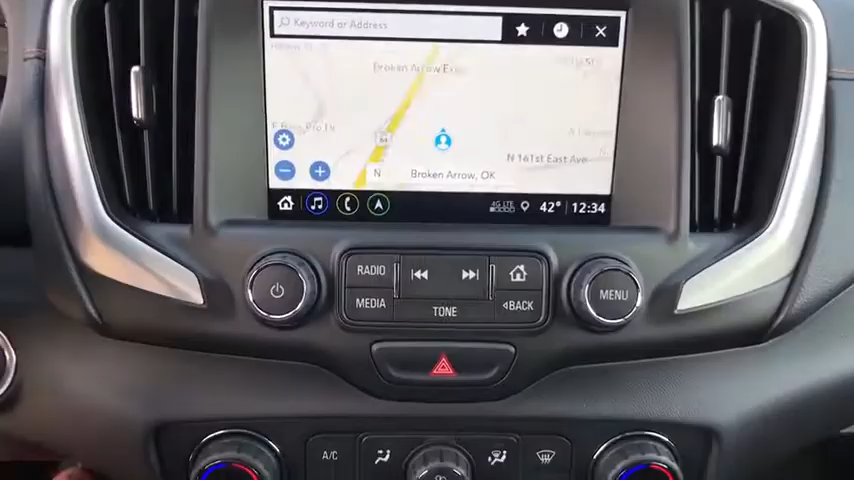 Keyword or Address
Broken Arrow Expy
N 161st East Ave
N
Broken Arrow, OK
4G LTE
42°
12:34
RADIO
MEDIA
TONE
BACK
MENU
A/C